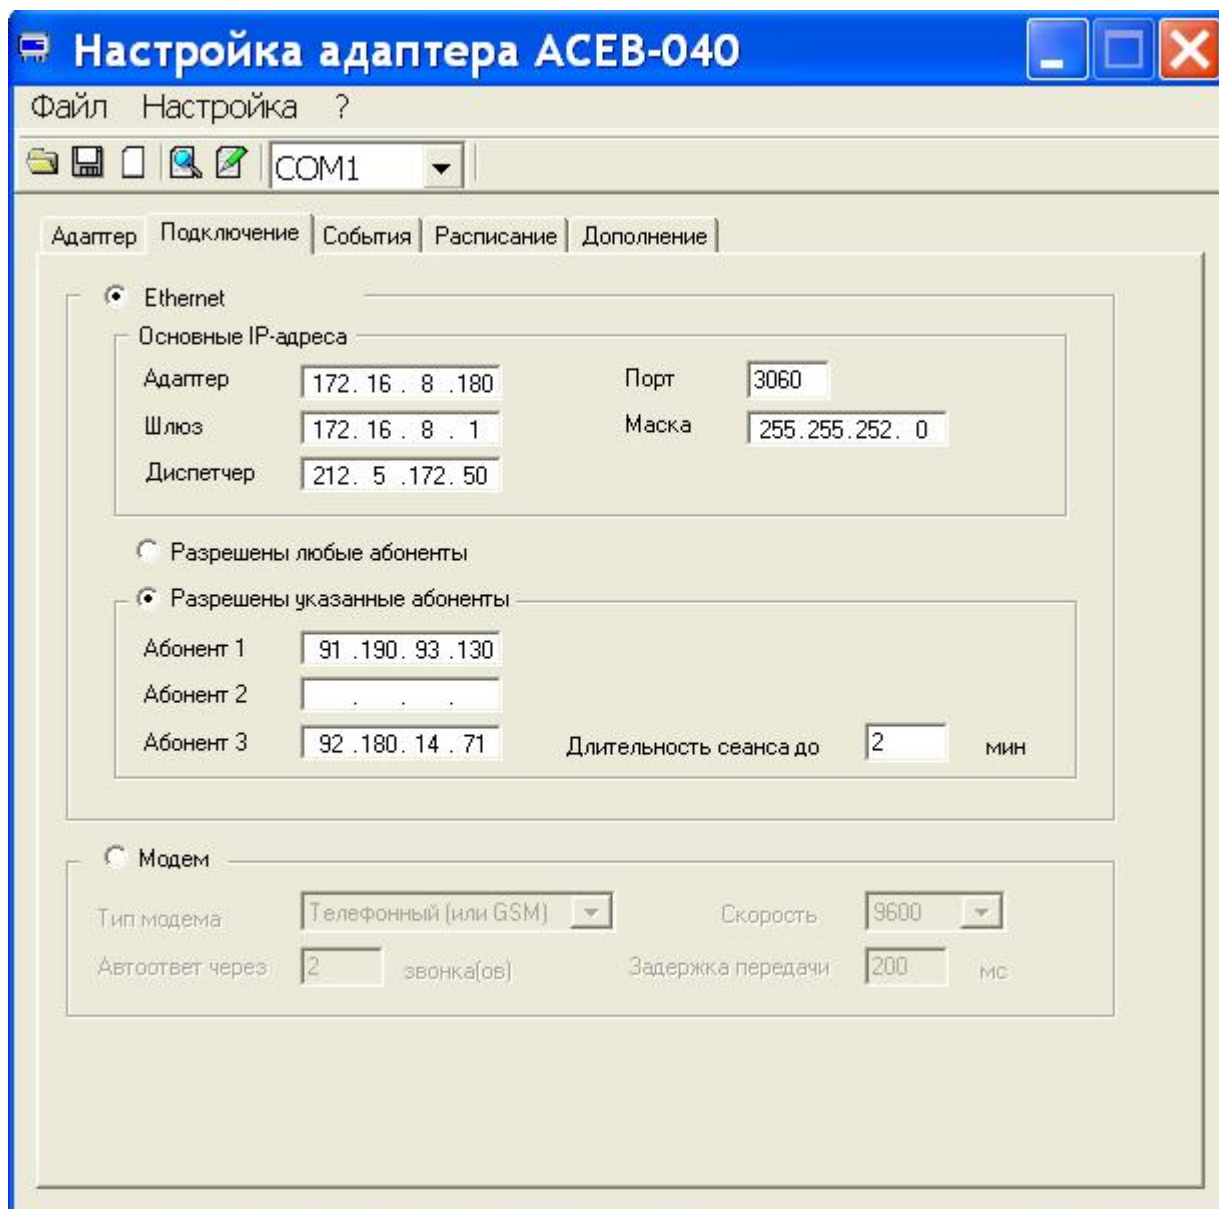 Настройка адаптера АСЕВ-040
Файл Настройка ?
COM1
Адаптер Подключение События Расписание Дополнение
Ethernet
Основные IP-адреса
Адаптер 172. 16 . 8 .180 Порт 3060
Шлюз 172. 16 . 8 . 1 Маска 255.255.252. 0
Диспетчер 212. 5 .172. 50
Разрешены любые абоненты
Разрешены указанные абоненты
Абонент 1 91 .190. 93 .130
Абонент 2 . . .
Абонент 3 92 .180. 14 . 71 Длительность сеанса до 2 мин
Модем
Тип модема Телефонный (или GSM) Скорость 9600
Автоответ через 2 звонка(ов) Задержка передачи 200 мс